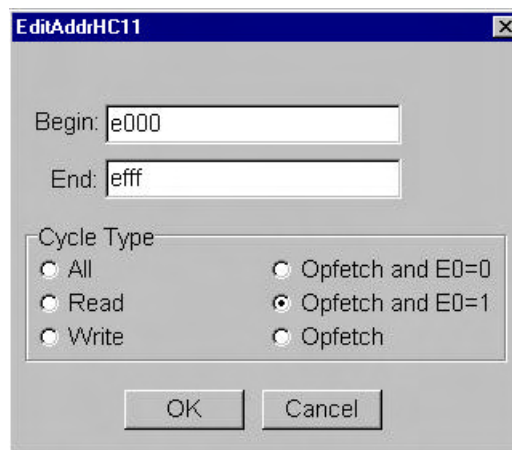 EditAddrHC11
Begin: e000
End: efff
Cycle Type
All Opfetch and E0=0
Read Opfetch and E0=1
Write Opfetch
OK Cancel